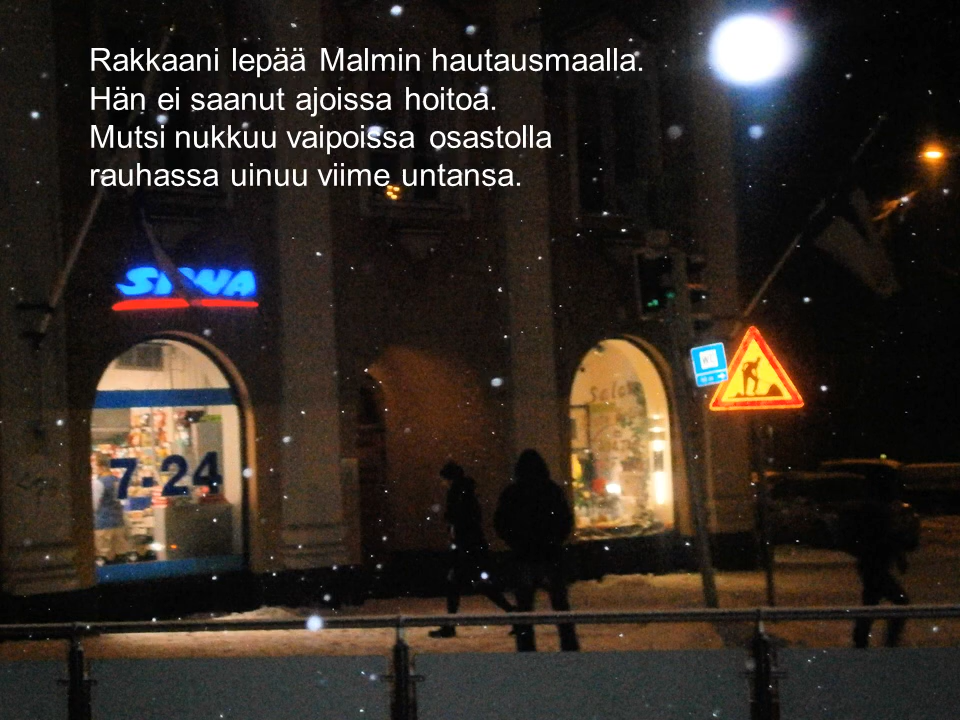 Rakkaani lepää Malmin hautausmaalla.
Hän ei saanut ajoissa hoitoa.
Mutsi nukkuu vaipoissa osastolla
rauhassa uinuu viime untansa.
SIWA
7-24